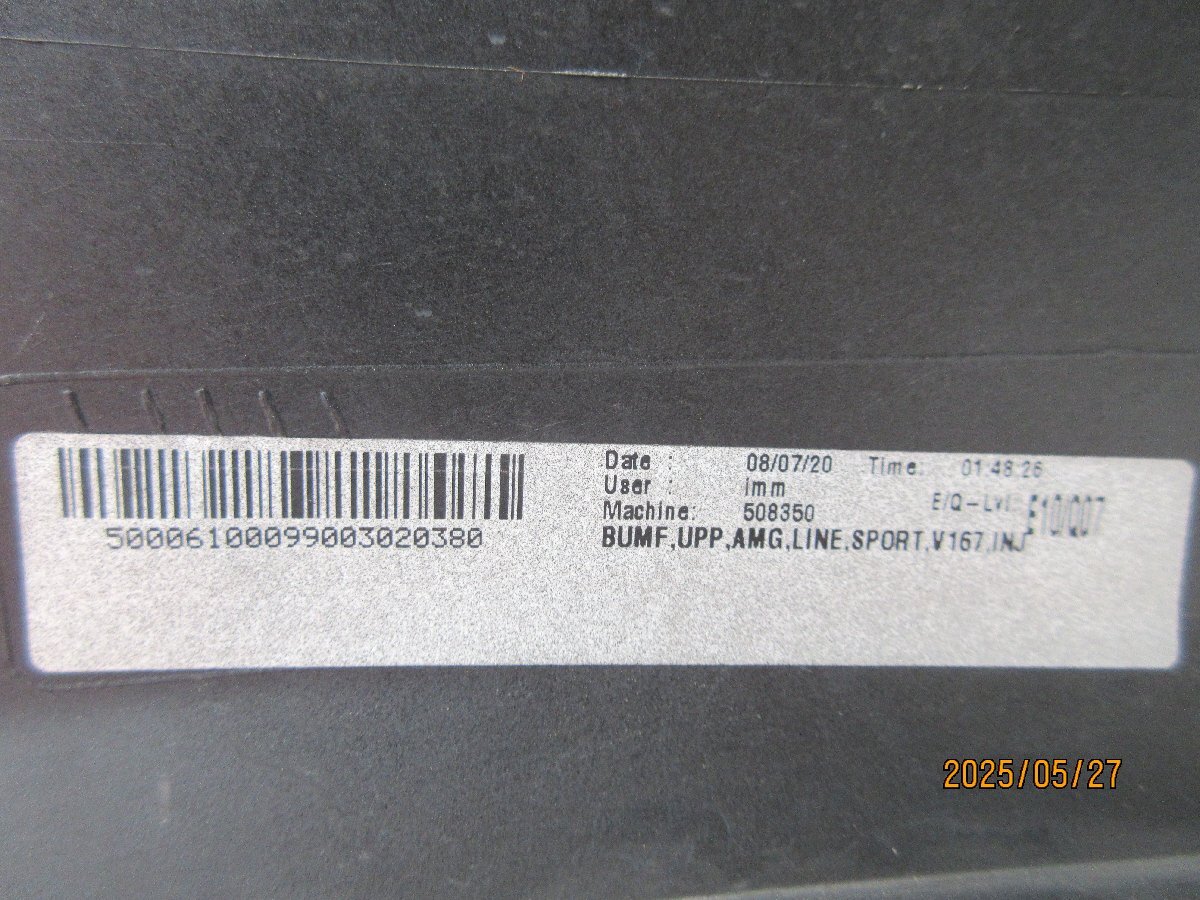 50006100099003020380
Date : 08/07/20 Time: 01:48:26
User : imm
Machine: 508350 E/Q-Lvl: E10/Q07
BUMF,UPP,AMG,LINE,SPORT,V167,INJ
2025/05/27